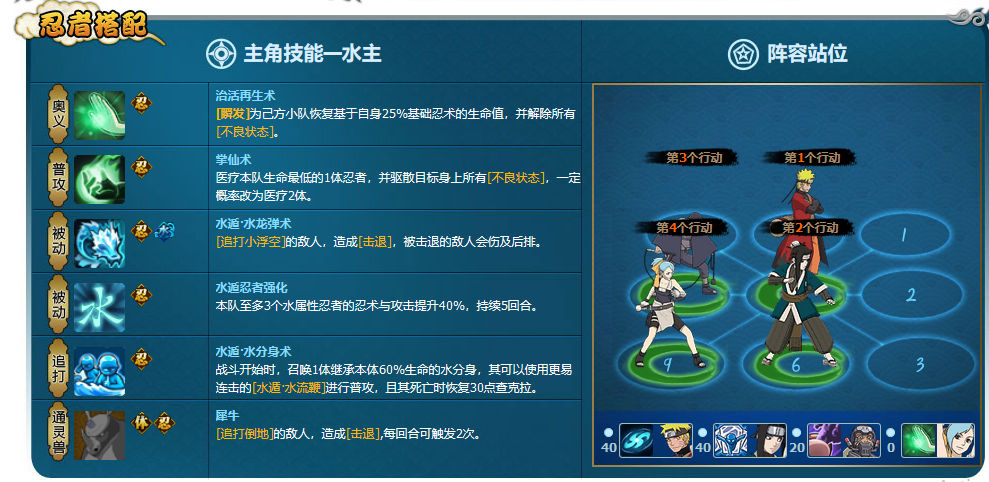 忍者搭配
主角技能—水主
阵容站位
奥义
忍
治活再生术
[瞬发]为己方小队恢复基于自身25%基础忍术的生命值，并解除所有
[不良状态]。
普攻
忍
掌仙术
医疗本队生命最低的1体忍者，并驱散目标身上所有[不良状态]，一定
概率改为医疗2体。
被动
忍
水
水遁·水龙弹术
[追打小浮空]的敌人，造成[击退]，被击退的敌人会伤及后排。
被动
水
忍
水遁忍者强化
本队至多3个水属性忍者的忍术与攻击提升40%，持续5回合。
追打
忍
水遁·水分身术
战斗开始时，召唤1体继承本体60%生命的水分身，其可以使用更易
连击的[水遁·水流鞭]进行普攻，且其死亡时恢复30点查克拉。
通灵兽
体 忍
犀牛
[追打倒地]的敌人，造成[击退],每回合可触发2次。
第3个行动
第1个行动
第4个行动
第2个行动
1
2
9
6
3
40
40
20
0